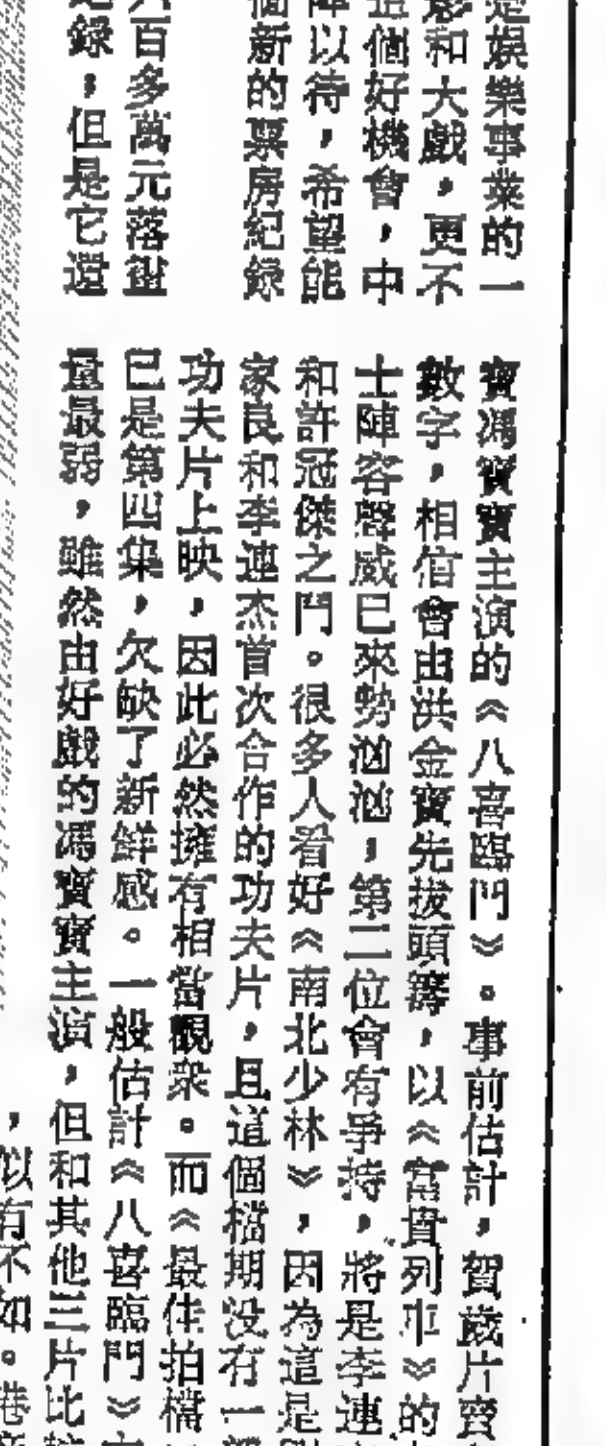 是娛樂事業的一
影和大戲，更不
這個好機會，中
陣以待，希望能
個新的票房紀錄
六百多萬元落鎚
錄，但是它還
寶馮寶寶主演的《八喜臨門》。事前估計，賀歲片賣
數字，相信會由洪金寶先拔頭籌，以《富貴列車》的
士陣容聲威已來勢洶洶，第二位會有爭持，將是李連
和許冠傑之鬥。很多人看好《南北少林》，因為這是
家良和李連杰首次合作的功夫片，且這個檔期沒有一
功夫片上映，因此必然擁有相當觀衆。而《最佳拍檔
已是第四集，欠缺了新鮮感。一般估計《八喜臨門》
量最弱，雖然由好戲的馮寶寶主演，但和其他三片比
，似有不如。港